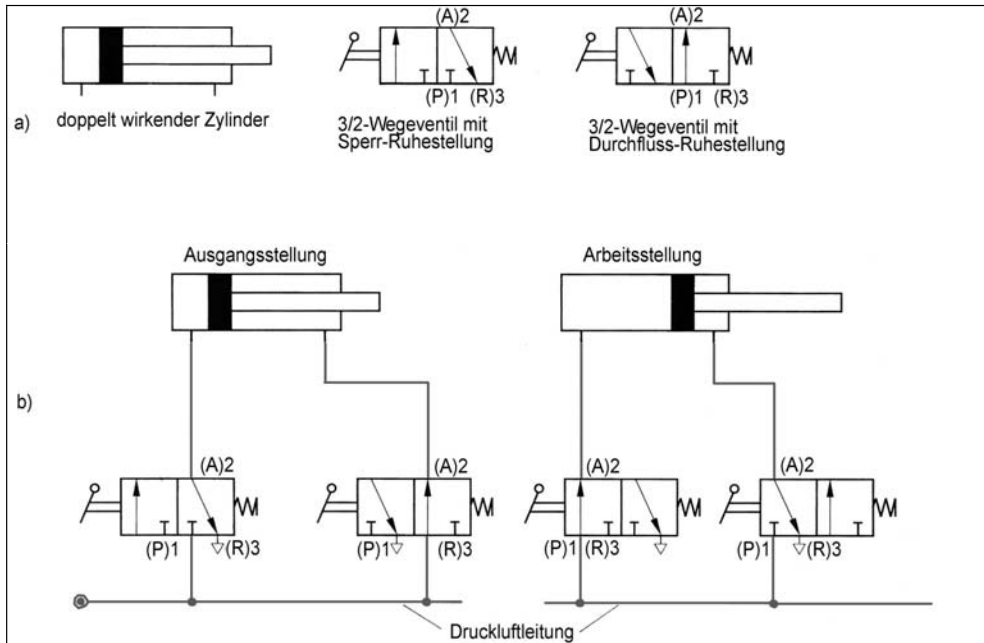 (A)2
(A)2
(P)1 (R)3
(P)1 (R)3
a)
doppelt wirkender Zylinder
3/2-Wegeventil mit
Sperr-Ruhestellung
3/2-Wegeventil mit
Durchfluss-Ruhestellung
Ausgangsstellung
Arbeitsstellung
b)
(A)2
(A)2
(A)2
(A)2
(P)1 (R)3
(P)1 (R)3
(P)1 (R)3
(P)1 (R)3
Druckluftleitung